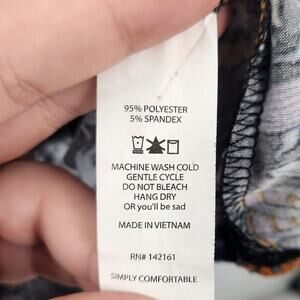 95% POLYESTER
5% SPANDEX
MACHINE WASH COLD
GENTLE CYCLE
DO NOT BLEACH
HANG DRY
OR you'll be sad
MADE IN VIETNAM
RN# 142161
SIMPLY COMFORTABLE